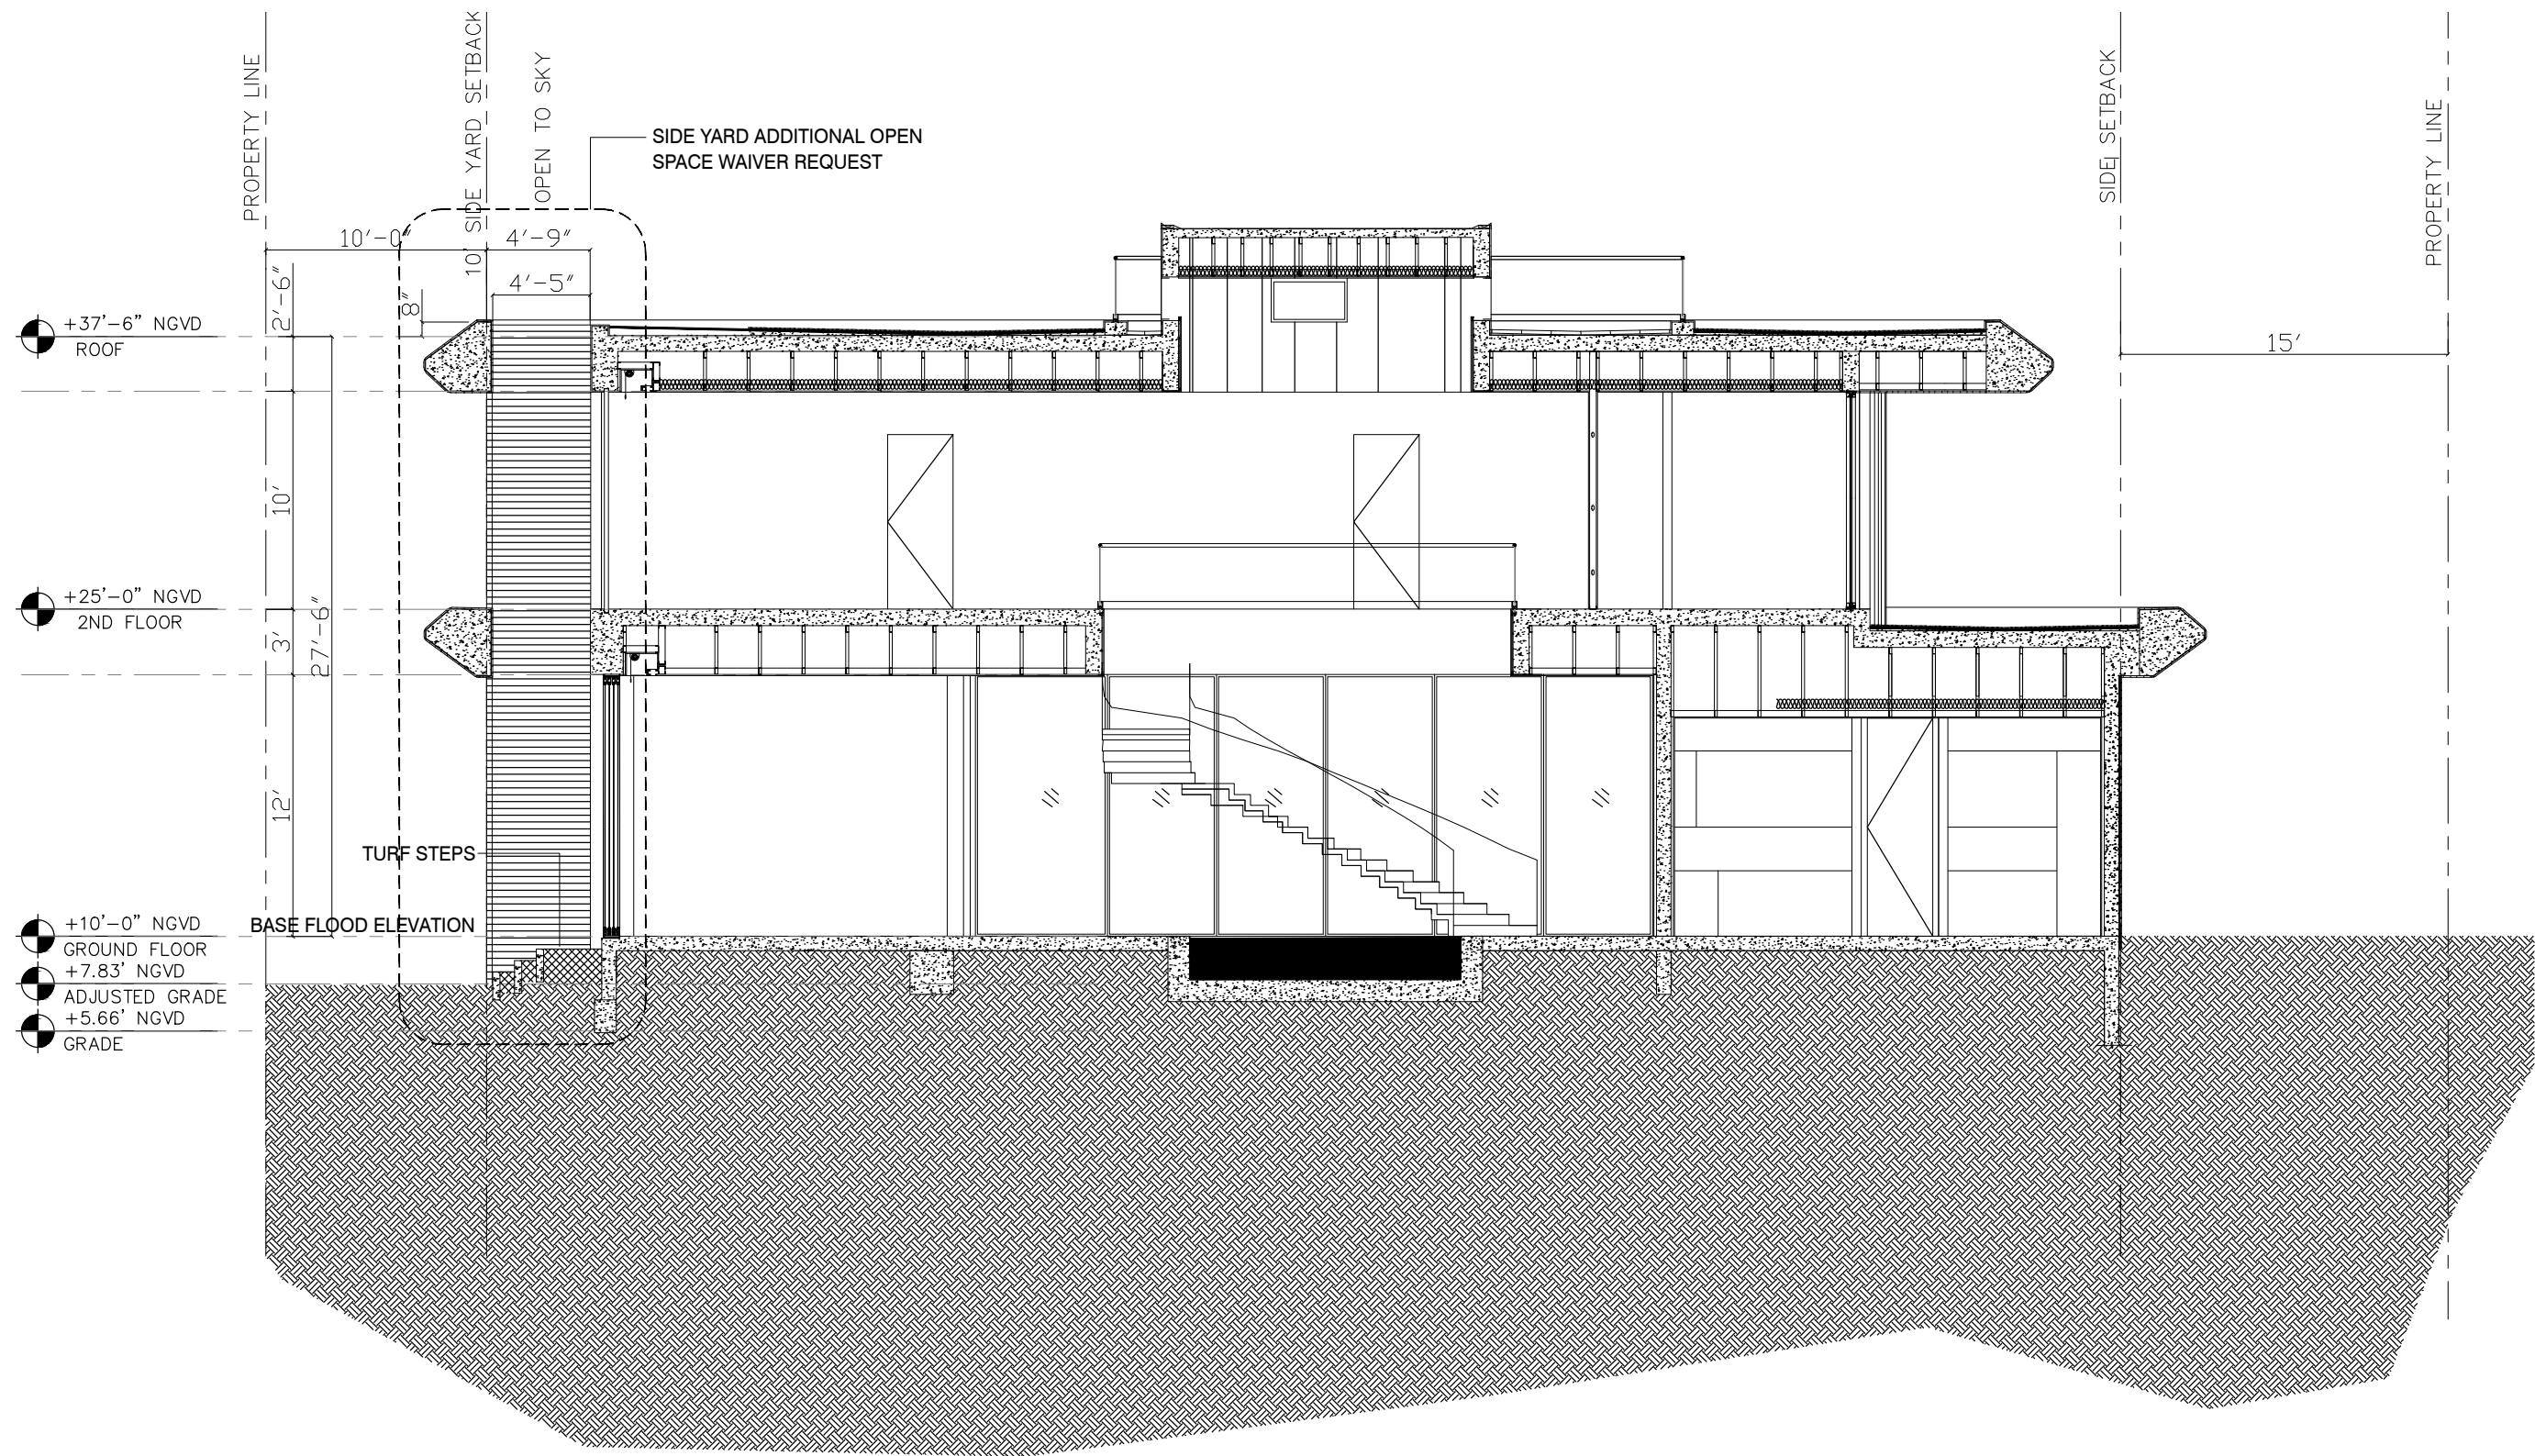 PROPERTY LINE
10' SIDE YARD SETBACK
OPEN TO SKY
SIDE YARD ADDITIONAL OPEN
SPACE WAIVER REQUEST
SIDE SETBACK
PROPERTY LINE
10'-0"
4'-9"
4'-5"
8"
2'-6"
+37'-6" NGVD
ROOF
15'
10'
+25'-0" NGVD
2ND FLOOR
3'
27'-6"
12'
TURF STEPS
+10'-0" NGVD
BASE FLOOD ELEVATION
GROUND FLOOR
+7.83' NGVD
ADJUSTED GRADE
+5.66' NGVD
GRADE